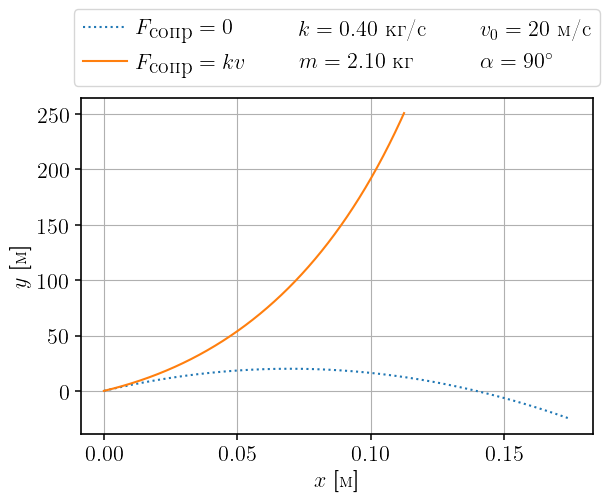 F_сопр = 0 k = 0.40 кг/с v_0 = 20 м/с
F_сопр = kv m = 2.10 кг α = 90°
250
200
150
100
50
0
y [м]
0.00 0.05 0.10 0.15
x [м]